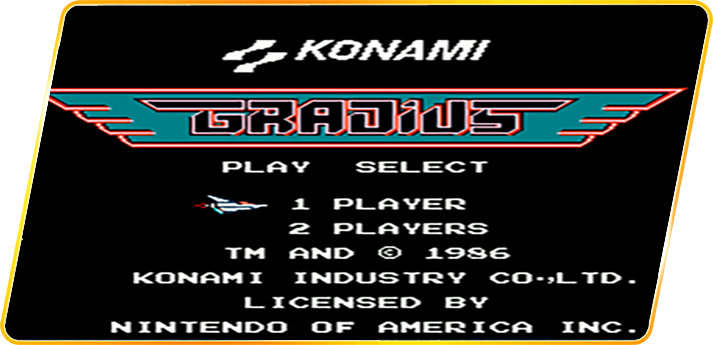 KONAMI
GRADIUS
PLAY SELECT
1 PLAYER
2 PLAYERS
TM AND © 1986
KONAMI INDUSTRY CO.,LTD.
LICENSED BY
NINTENDO OF AMERICA INC.